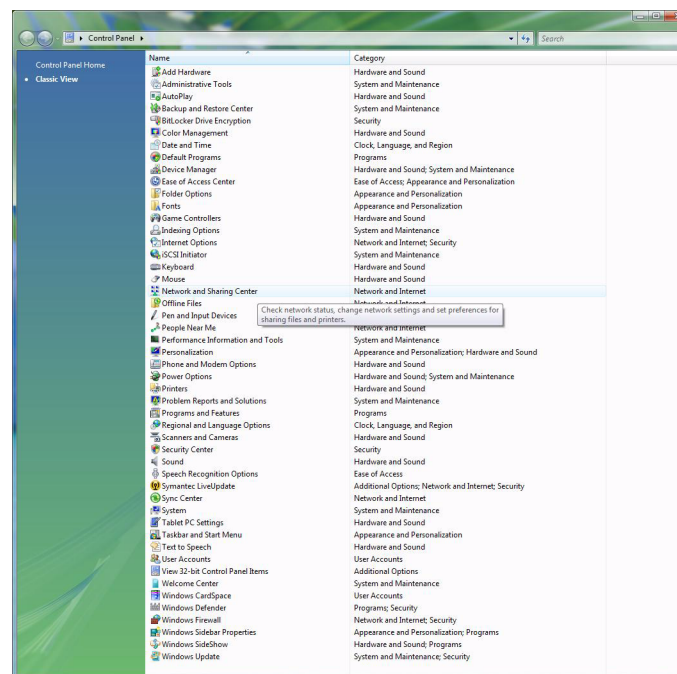 Control Panel
Search
Control Panel Home
Classic View
Name Category
Add Hardware Hardware and Sound
Administrative Tools System and Maintenance
AutoPlay Hardware and Sound
Backup and Restore Center System and Maintenance
BitLocker Drive Encryption Security
Color Management Hardware and Sound
Date and Time Clock, Language, and Region
Default Programs Programs
Device Manager Hardware and Sound; System and Maintenance
Ease of Access Center Ease of Access; Appearance and Personalization
Folder Options Appearance and Personalization
Fonts Appearance and Personalization
Game Controllers Hardware and Sound
Indexing Options System and Maintenance
Internet Options Network and Internet; Security
iSCSI Initiator System and Maintenance
Keyboard Hardware and Sound
Mouse Hardware and Sound
Network and Sharing Center Network and Internet
Offline Files Network and Internet
Check network status, change network settings and set preferences for
sharing files and printers.
Pen and Input Devices
People Near Me Network and Internet
Performance Information and Tools System and Maintenance
Personalization Appearance and Personalization; Hardware and Sound
Phone and Modem Options Hardware and Sound
Power Options Hardware and Sound; System and Maintenance
Printers Hardware and Sound
Problem Reports and Solutions System and Maintenance
Programs and Features Programs
Regional and Language Options Clock, Language, and Region
Scanners and Cameras Hardware and Sound
Security Center Security
Sound Hardware and Sound
Speech Recognition Options Ease of Access
Symantec LiveUpdate Additional Options; Network and Internet; Security
Sync Center Network and Internet
System System and Maintenance
Tablet PC Settings Hardware and Sound
Taskbar and Start Menu Appearance and Personalization
Text to Speech Hardware and Sound
User Accounts User Accounts
View 32-bit Control Panel Items Additional Options
Welcome Center System and Maintenance
Windows CardSpace User Accounts
Windows Defender Programs; Security
Windows Firewall Network and Internet; Security
Windows Sidebar Properties Appearance and Personalization; Programs
Windows SideShow Hardware and Sound; Programs
Windows Update System and Maintenance; Security